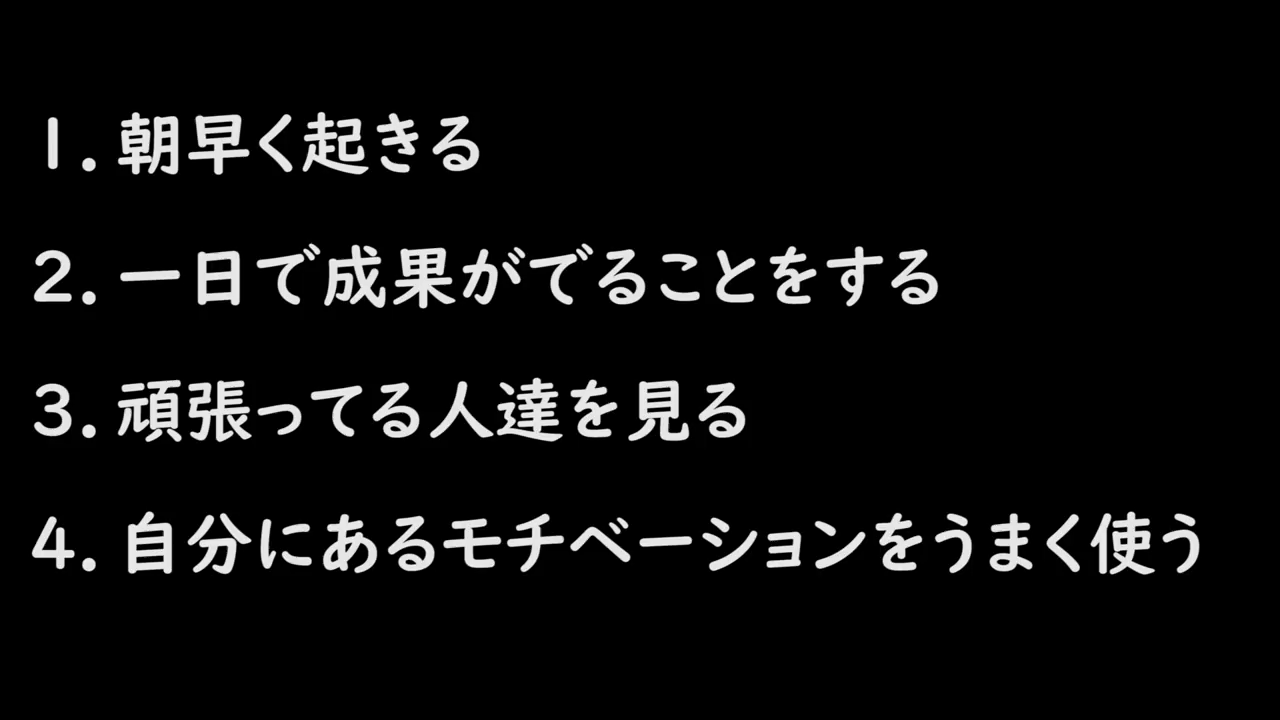 1. 朝早く起きる
2. 一日で成果がでることをする
3. 頑張ってる人達を見る
4. 自分にあるモチベーションをうまく使う